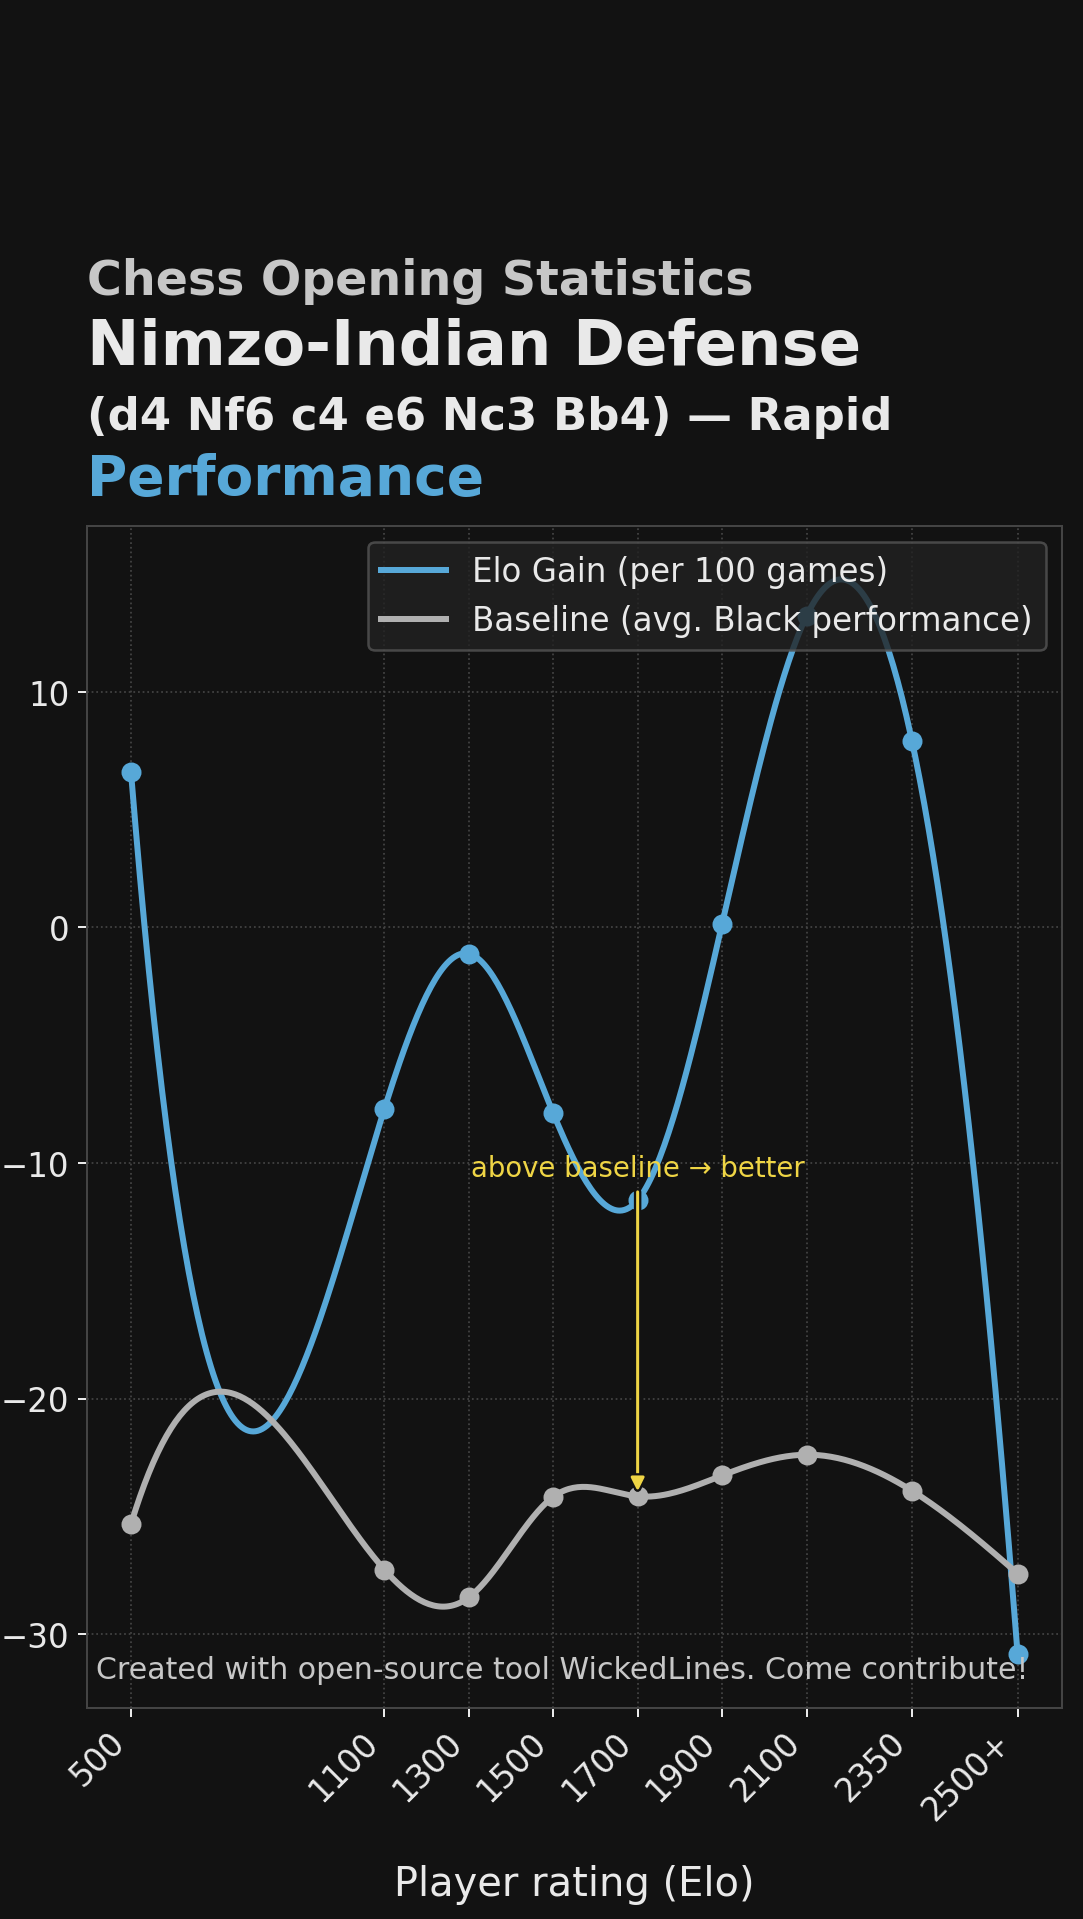 Chess Opening Statistics
Nimzo-Indian Defense
(d4 Nf6 c4 e6 Nc3 Bb4) — Rapid
Performance
Elo Gain (per 100 games)
Baseline (avg. Black performance)
10
0
−10
−20
−30
above baseline → better
Created with open-source tool WickedLines. Come contribute!
500
1100
1300
1500
1700
1900
2100
2350
2500+
Player rating (Elo)